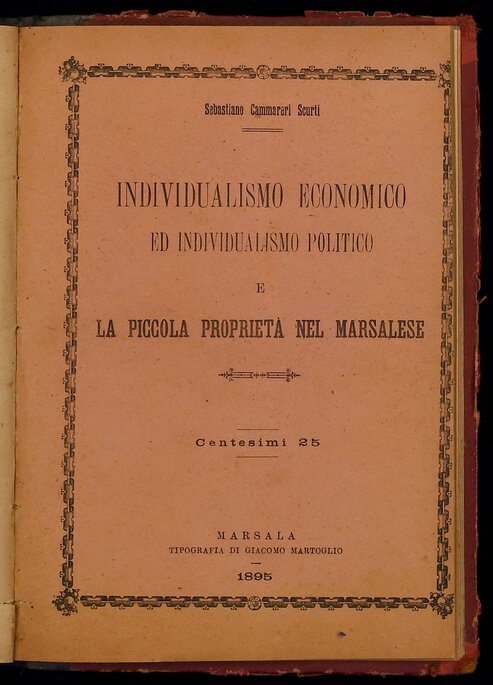 Sebastiano Cammareri Scurti
INDIVIDUALISMO ECONOMICO
ED INDIVIDUALISMO POLITICO
E
LA PICCOLA PROPRIETÀ NEL MARSALESE
Centesimi 25
MARSALA
TIPOGRAFIA DI GIACOMO MARTOGLIO
1895